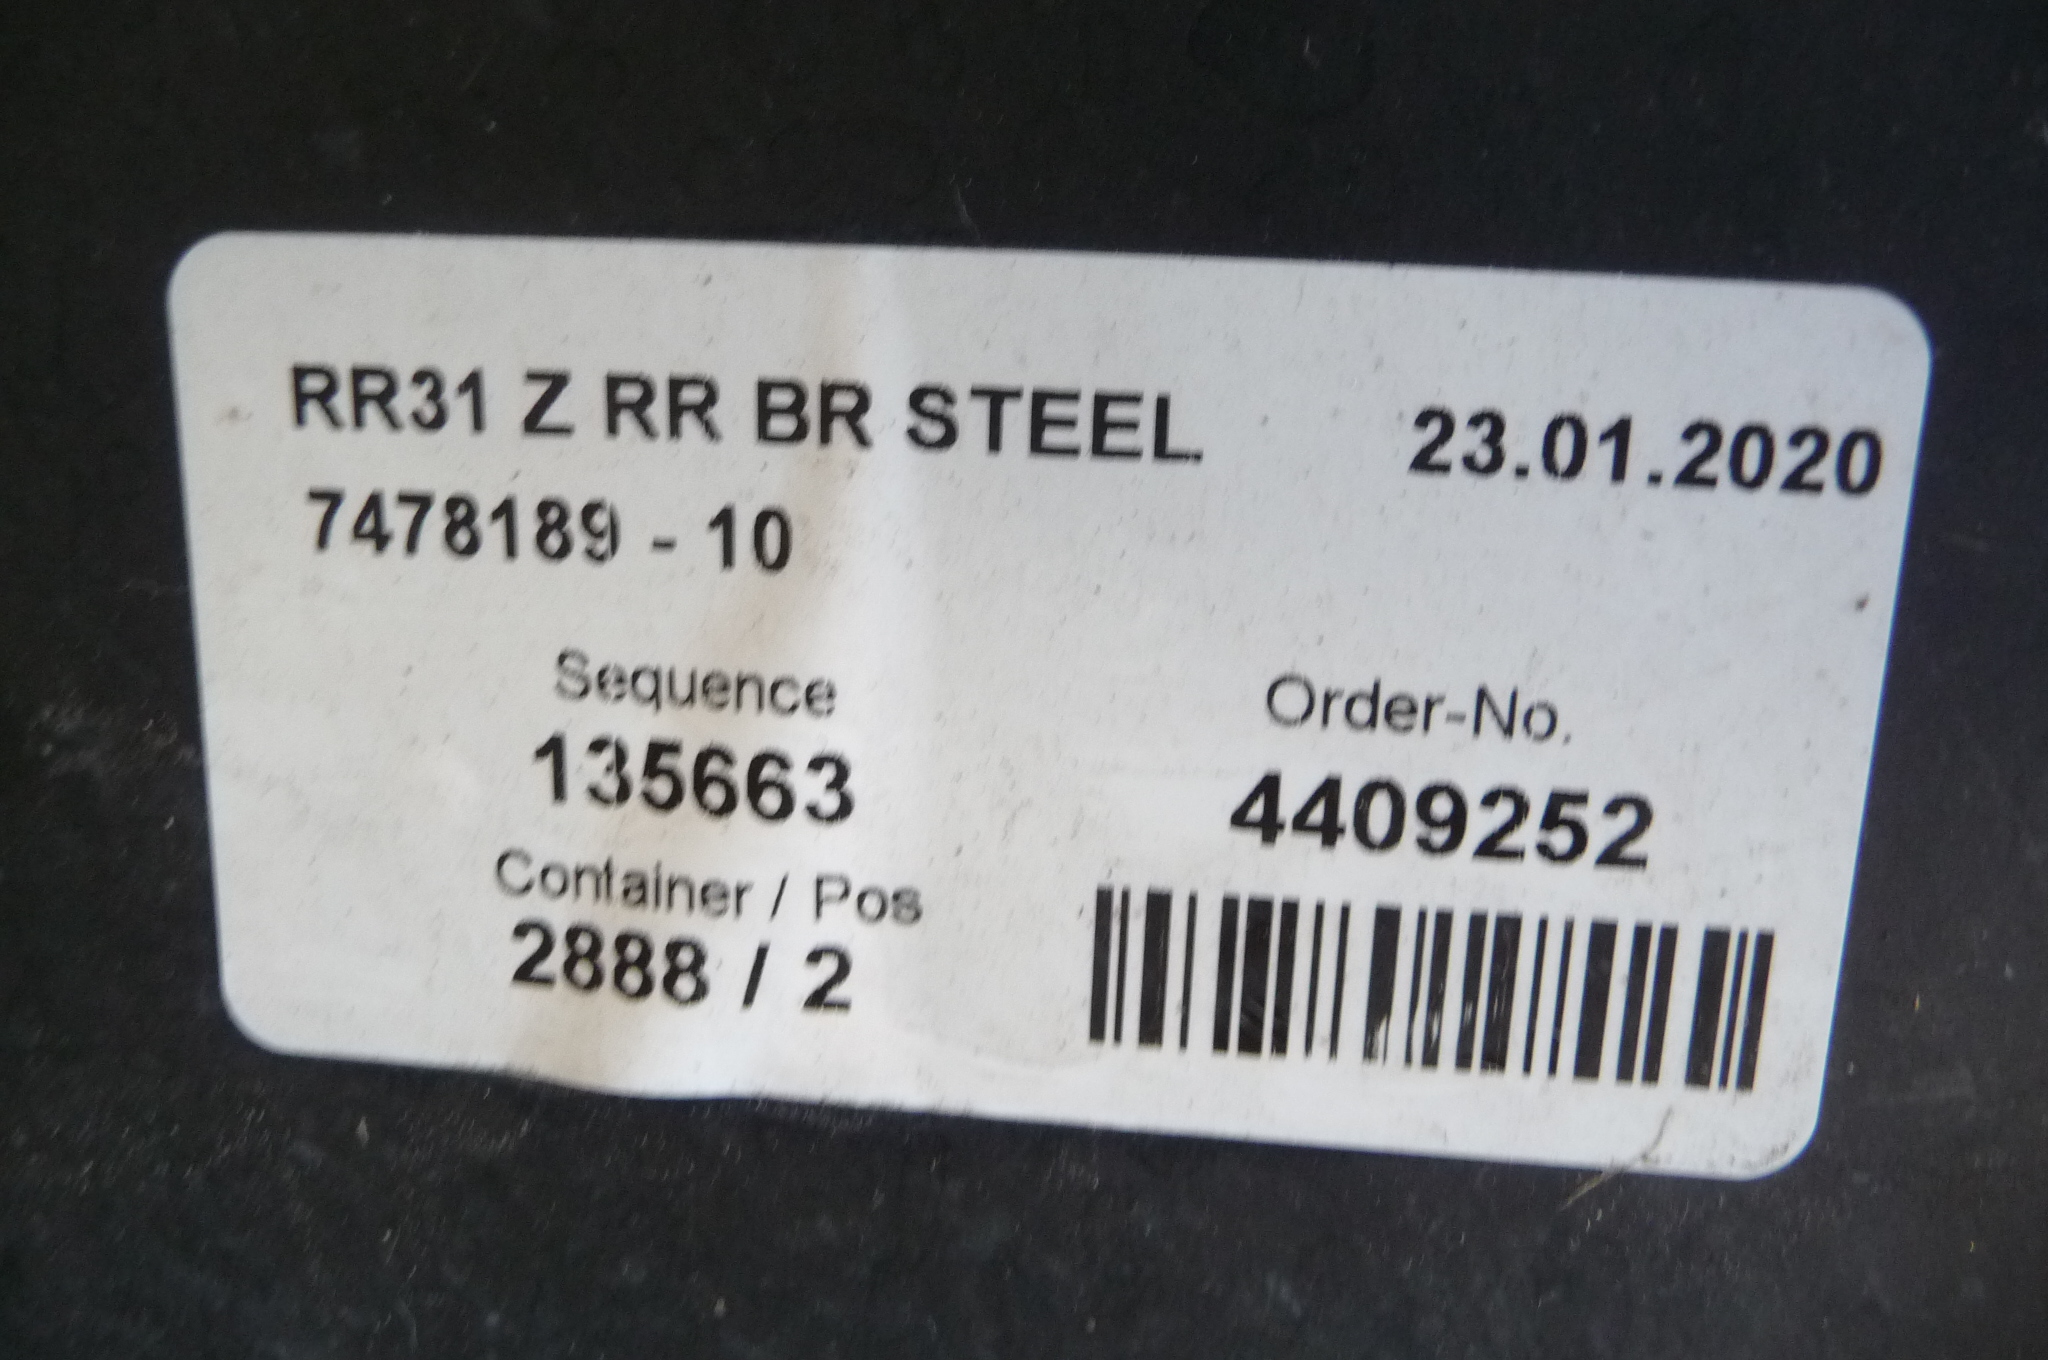 RR31 Z RR BR STEEL 23.01.2020
7478189 - 10
Sequence Order-No.
135663 4409252
Container / Pos
2888 / 2